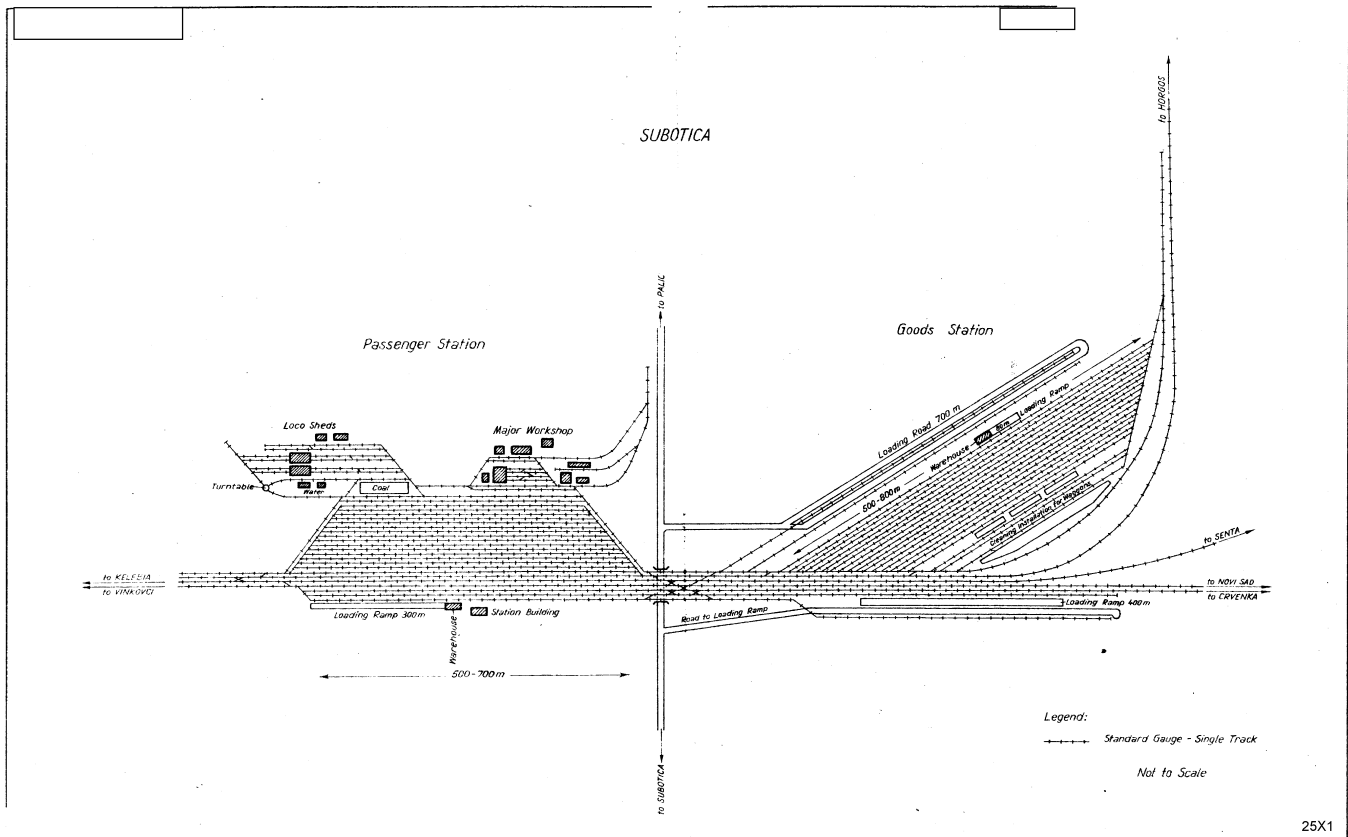 SUBOTICA
to HORGOS
to PALIC
Passenger Station
Goods Station
Loco Sheds
Major Workshop
Turntable
Water
Coal
Loading Road 700 m
Warehouse
85m
Loading Ramp
500-800m
Cleaning Installation for Waggons
to SENTA
to KELEBIA
to VINKOVCI
to NOVI SAD
to CRVENKA
Loading Ramp 300m
Station Building
Warehouse
Road to Loading Ramp
Loading Ramp 400m
500-700m
to SUBOTICA
Legend:
Standard Gauge - Single Track
Not to Scale
25X1